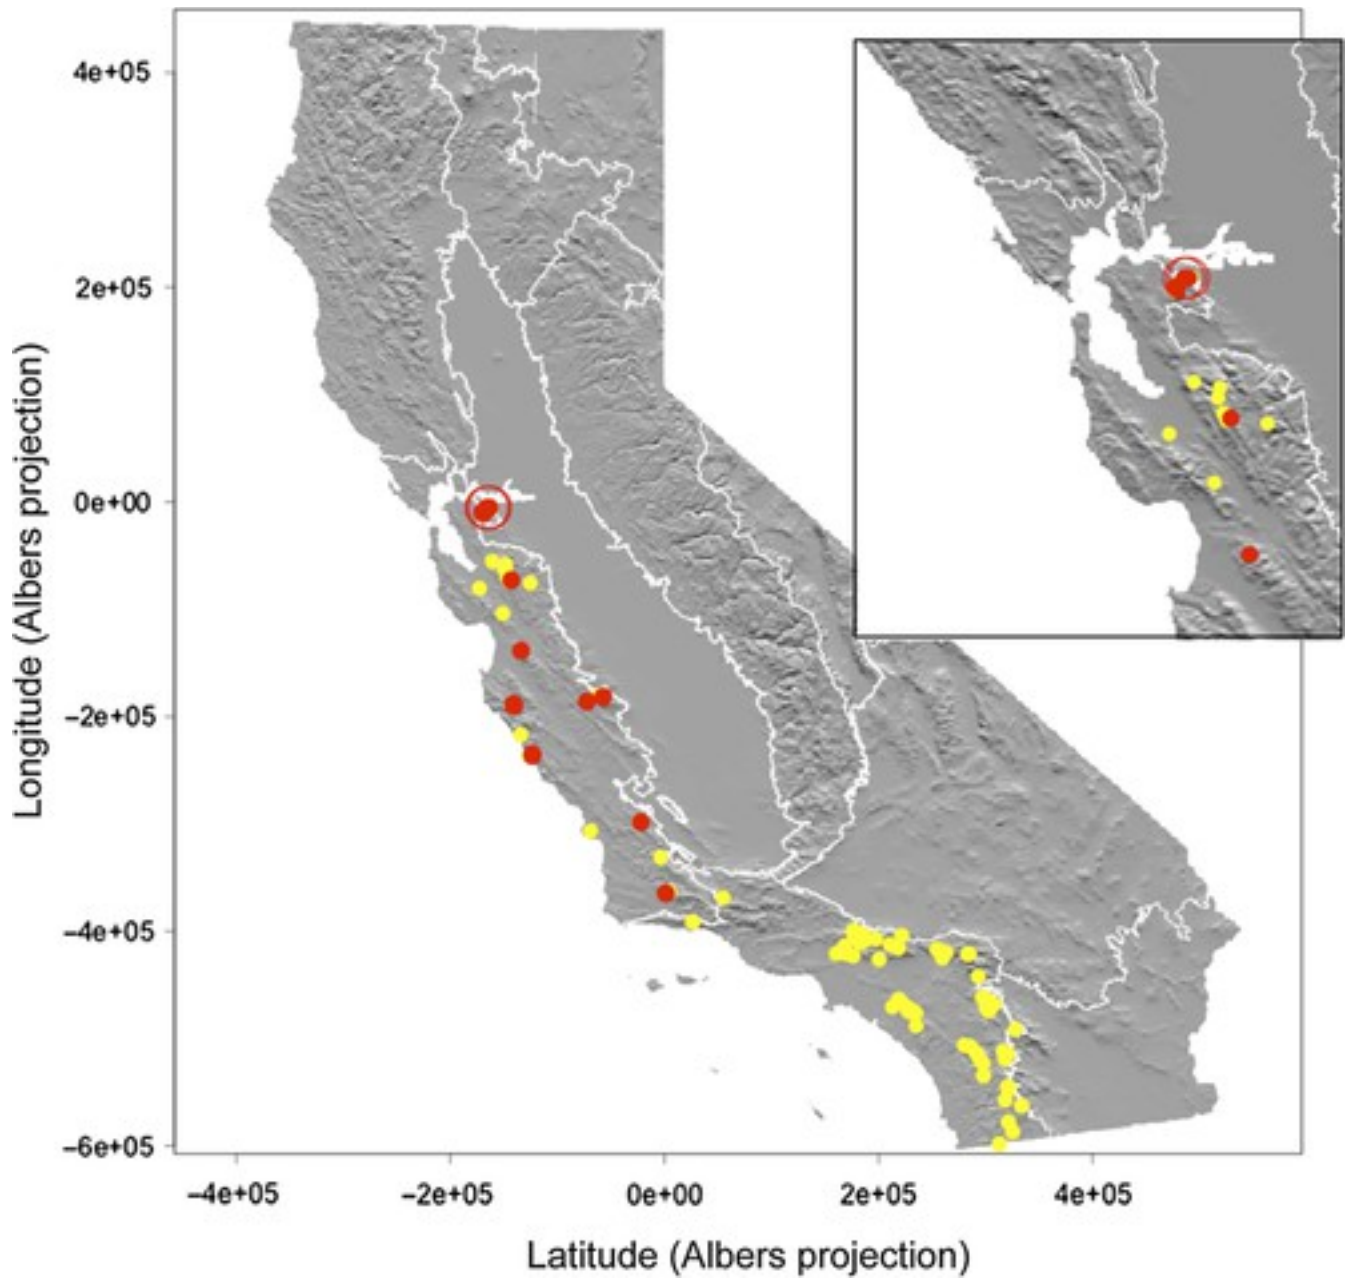 4e+05
2e+05
0e+00
−2e+05
−4e+05
−6e+05
Longitude (Albers projection)
−4e+05 −2e+05 0e+00 2e+05 4e+05
Latitude (Albers projection)